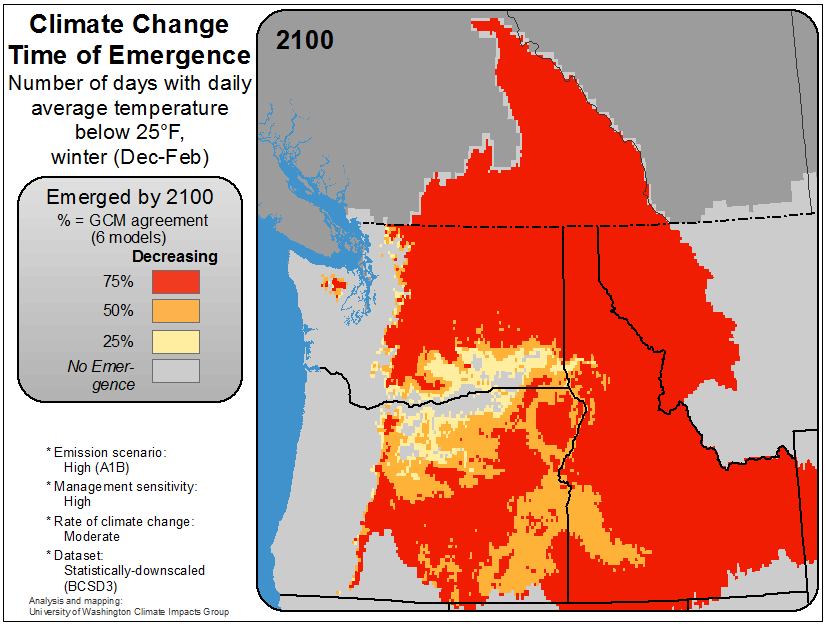 Climate Change
Time of Emergence
Number of days with daily
average temperature
below 25°F,
winter (Dec-Feb)
Emerged by 2100
% = GCM agreement
(6 models)
Decreasing
75%
50%
25%
No Emer-
gence
* Emission scenario:
High (A1B)
* Management sensitivity:
High
* Rate of climate change:
Moderate
* Dataset:
Statistically-downscaled
(BCSD3)
Analysis and mapping:
University of Washington Climate Impacts Group
2100